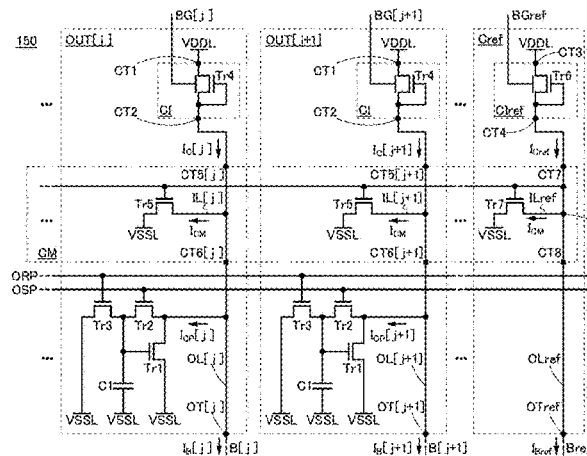 BG[j] BG[j+1] BGref
150 OUT[j] OUT[j+1] Cref
VDDL VDDL VDDL
CT1 CT1 CT3
Tr4 Tr4 Tr6
CI CI CIref
CT2 CT2 CT4
IC[j] IC[j+1] ICref
CT5[j] CT5[j+1] CT7
Tr5 IL[j] Tr5 IL[j+1] Tr7 ILref
VSSL ICM VSSL ICM VSSL ICM
CM CT6[j] CT6[j+1] CT8
ORP
OSP
Tr3 Tr2 ICP[j] Tr3 Tr2 ICP[j+1]
Tr1 OL[j] Tr1 OL[j+1] OLref
C1 OT[j] C1 OT[j+1] OTref
VSSL VSSL VSSL VSSL VSSL VSSL
IB[j] B[j] IB[j+1] B[j+1] IBref